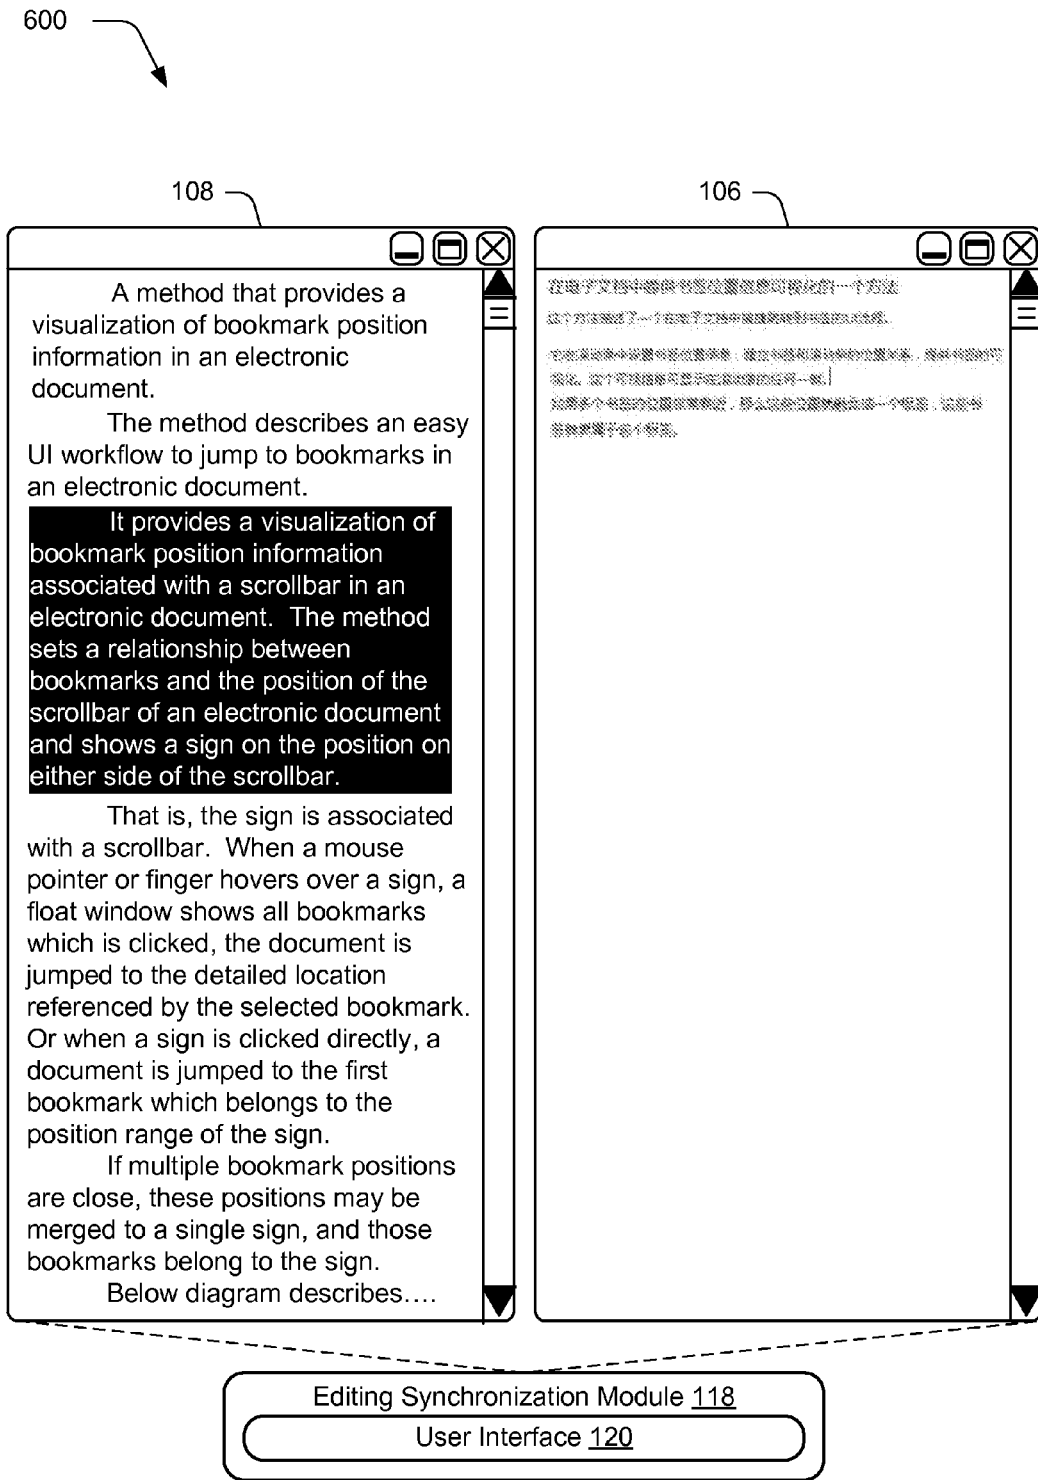 600
108
106
A method that provides a
visualization of bookmark position
information in an electronic
document.
The method describes an easy
UI workflow to jump to bookmarks in
an electronic document.
It provides a visualization of
bookmark position information
associated with a scrollbar in an
electronic document. The method
sets a relationship between
bookmarks and the position of the
scrollbar of an electronic document
and shows a sign on the position on
either side of the scrollbar.
That is, the sign is associated
with a scrollbar. When a mouse
pointer or finger hovers over a sign, a
float window shows all bookmarks
which is clicked, the document is
jumped to the detailed location
referenced by the selected bookmark.
Or when a sign is clicked directly, a
document is jumped to the first
bookmark which belongs to the
position range of the sign.
If multiple bookmark positions
are close, these positions may be
merged to a single sign, and those
bookmarks belong to the sign.
Below diagram describes....
Editing Synchronization Module 118
User Interface 120